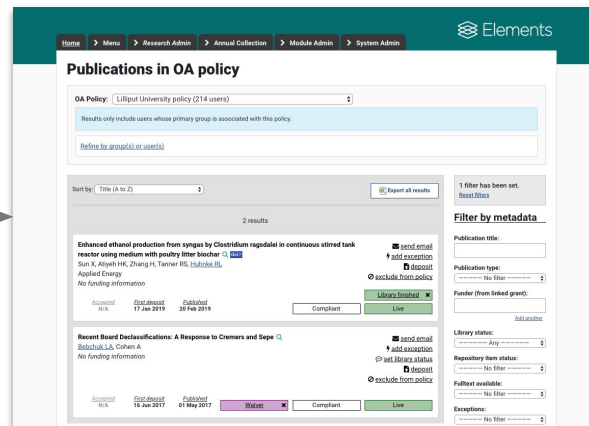 Elements
Home > Menu > Research Admin > Annual Collection > Module Admin > System Admin
Publications in OA policy
OA Policy: Lilliput University policy (214 users)
Results only include users whose primary group is associated with this policy.
Refine by group(s) or user(s)
Sort by: Title (A to Z)
Export all results
2 results
Enhanced ethanol production from syngas by Clostridium ragsdalei in continuous stirred tank
reactor using medium with poultry litter biochar
Sun X, Atiyeh HK, Zhang H, Tanner RS, Huhnke RL
Applied Energy
No funding information
send email
add exception
deposit
exclude from policy
Library finished ×
Accepted First deposit Published
N/A 17 Jan 2019 20 Feb 2019 Compliant Live
Recent Board Declassifications: A Response to Cremers and Sepe
Bebchuk LA, Cohen A
No funding information
send email
add exception
set library status
deposit
exclude from policy
Accepted First deposit Published
N/A 16 Jun 2017 01 May 2017 Waiver × Compliant Live
1 filter has been set.
Reset filters
Filter by metadata
Publication title:
Publication type:
------ No filter ------
Funder (from linked grant):
Add another
Library status:
------ Any ------
Repository item status:
------ No filter ------
Fulltext available:
------ No filter ------
Exceptions:
------ No filter ------